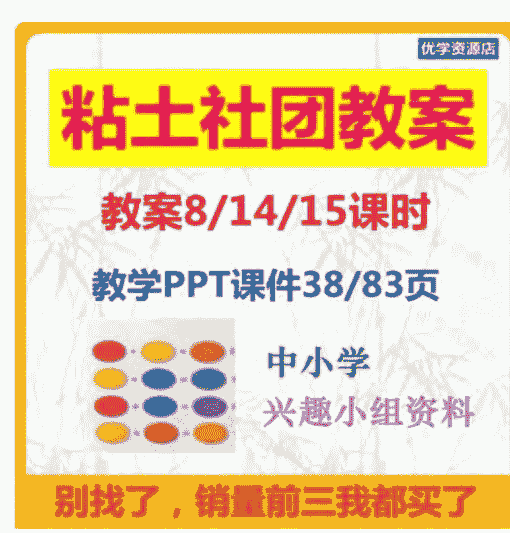 优学资源店
粘土社团教案
教案8/14/15课时
教学PPT课件38/83页
中小学
兴趣小组资料
别找了，销量前三我都买了